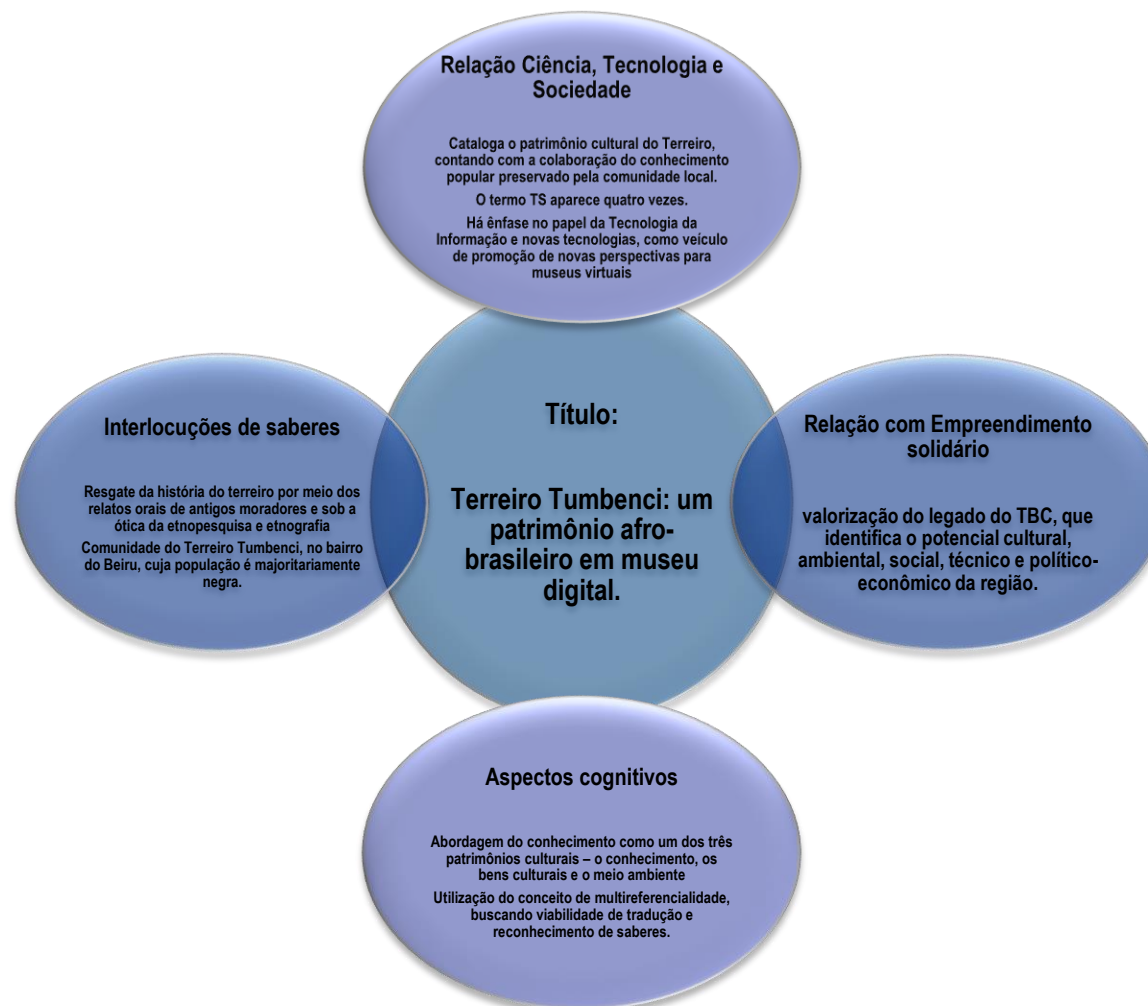 Relação Ciência, Tecnologia e
Sociedade
Cataloga o patrimônio cultural do Terreiro,
contando com a colaboração do conhecimento
popular preservado pela comunidade local.
O termo TS aparece quatro vezes.
Há ênfase no papel da Tecnologia da
Informação e novas tecnologias, como veículo
de promoção de novas perspectivas para
museus virtuais
Interlocuções de saberes
Resgate da história do terreiro por meio dos
relatos orais de antigos moradores e sob a
ótica da etnopesquisa e etnografia
Comunidade do Terreiro Tumbenci, no bairro
do Beiru, cuja população é majoritariamente
negra.
Título:
Terreiro Tumbenci: um
patrimônio afro-
brasileiro em museu
digital.
Relação com Empreendimento
solidário
valorização do legado do TBC, que
identifica o potencial cultural,
ambiental, social, técnico e político-
econômico da região.
Aspectos cognitivos
Abordagem do conhecimento como um dos três
patrimônios culturais – o conhecimento, os
bens culturais e o meio ambiente
Utilização do conceito de multireferencialidade,
buscando viabilidade de tradução e
reconhecimento de saberes.